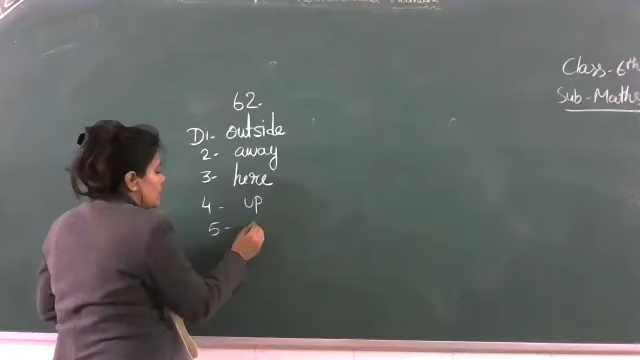 Class-6th
Sub-Maths
62.
D1- outside
2- away
3- here
4- up
5-